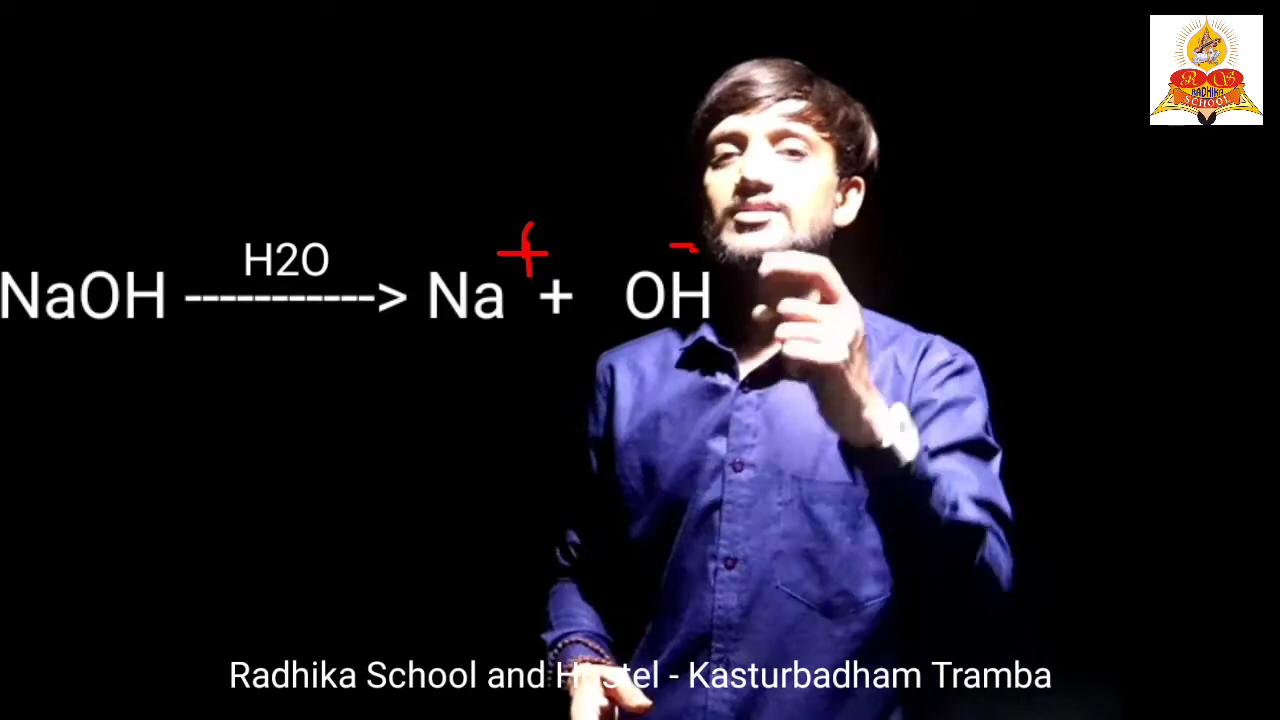 R S
RADHIKA
SCHOOL
H2O
+ -
NaOH -----------> Na + OH
Radhika School and Hostel - Kasturbadham Tramba